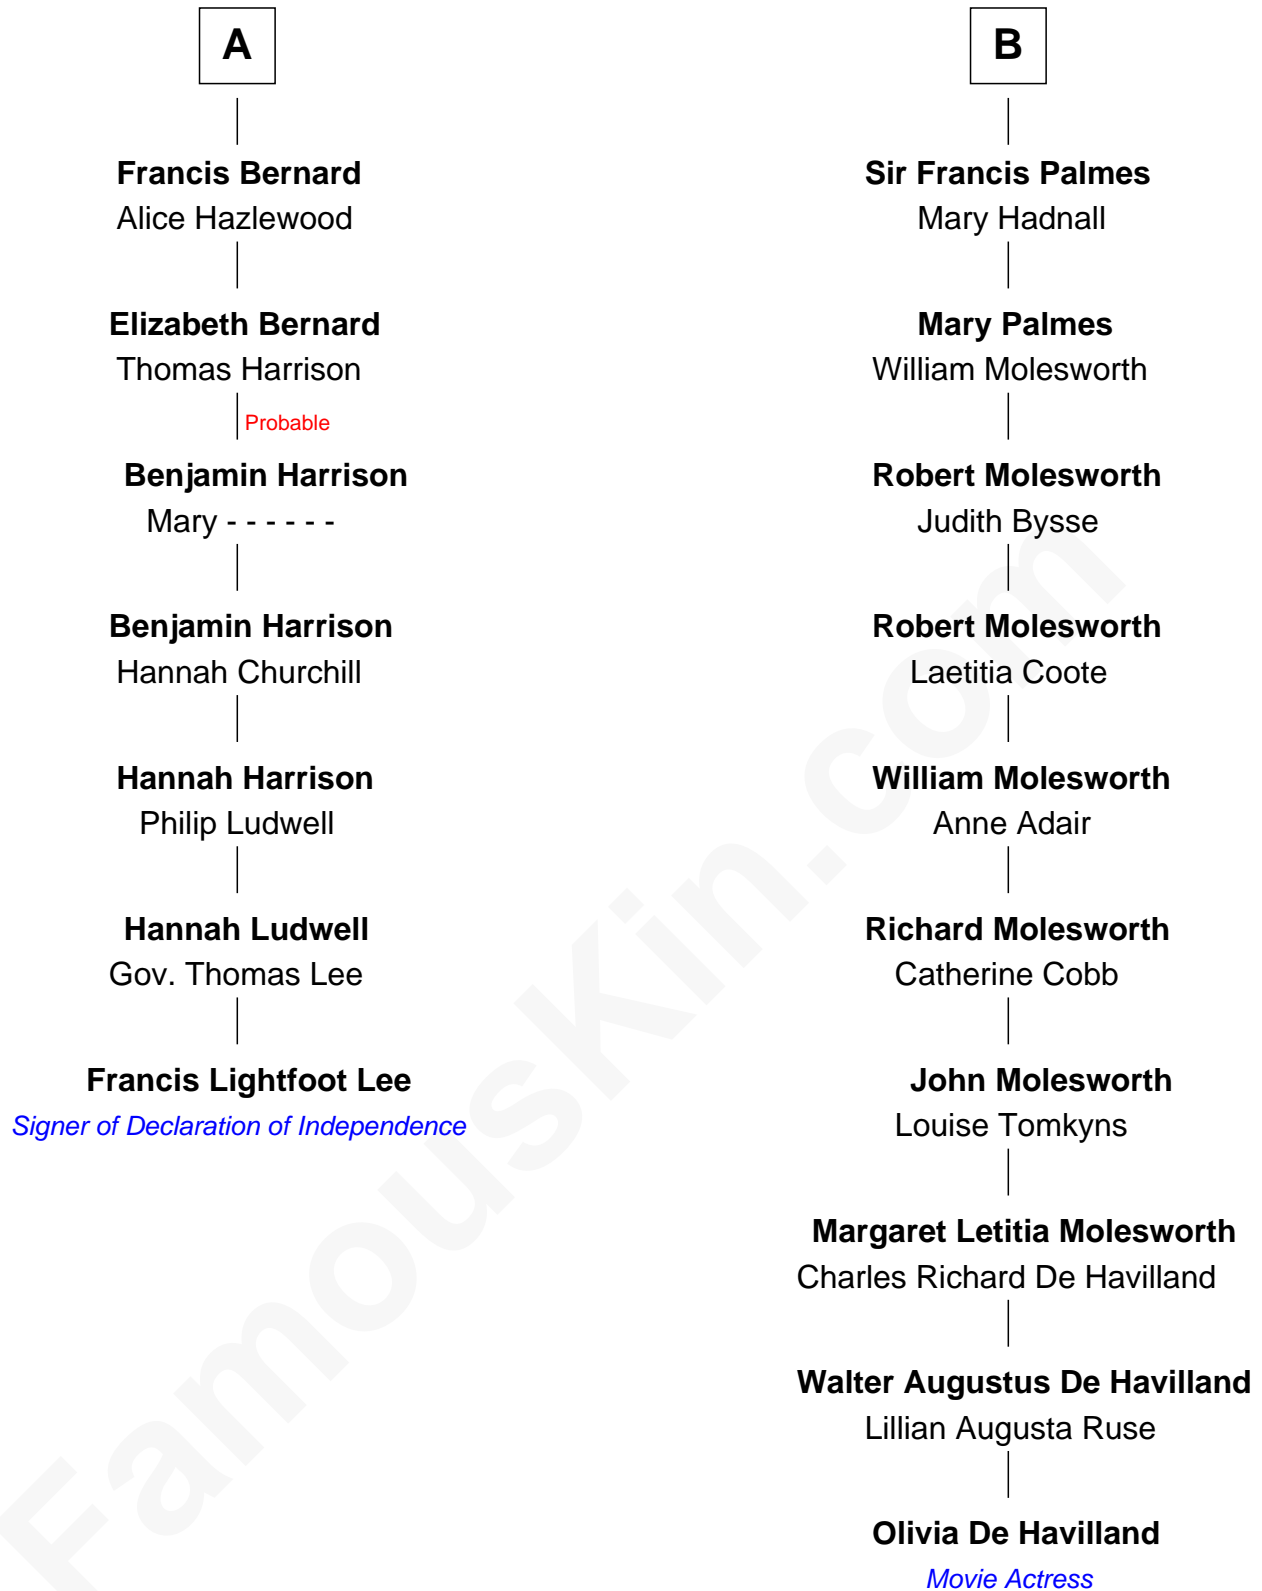 A
Francis Bernard
Alice Hazlewood
Elizabeth Bernard
Thomas Harrison
Probable
Benjamin Harrison
Mary - - - - - -
Benjamin Harrison
Hannah Churchill
Hannah Harrison
Philip Ludwell
Hannah Ludwell
Gov. Thomas Lee
Francis Lightfoot Lee
Signer of Declaration of Independence
B
Sir Francis Palmes
Mary Hadnall
Mary Palmes
William Molesworth
Robert Molesworth
Judith Bysse
Robert Molesworth
Laetitia Coote
William Molesworth
Anne Adair
Richard Molesworth
Catherine Cobb
John Molesworth
Louise Tomkyns
Margaret Letitia Molesworth
Charles Richard De Havilland
Walter Augustus De Havilland
Lillian Augusta Ruse
Olivia De Havilland
Movie Actress
FamousKin.com